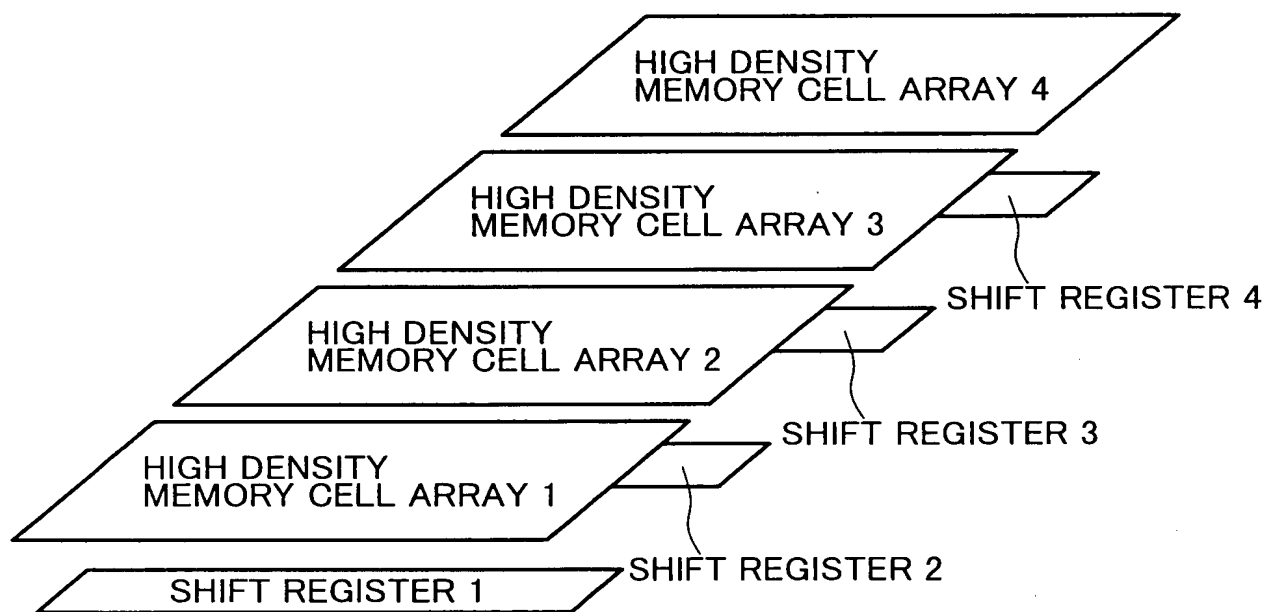 HIGH DENSITY
MEMORY CELL ARRAY 4
HIGH DENSITY
MEMORY CELL ARRAY 3
SHIFT REGISTER 4
HIGH DENSITY
MEMORY CELL ARRAY 2
SHIFT REGISTER 3
HIGH DENSITY
MEMORY CELL ARRAY 1
SHIFT REGISTER 2
SHIFT REGISTER 1